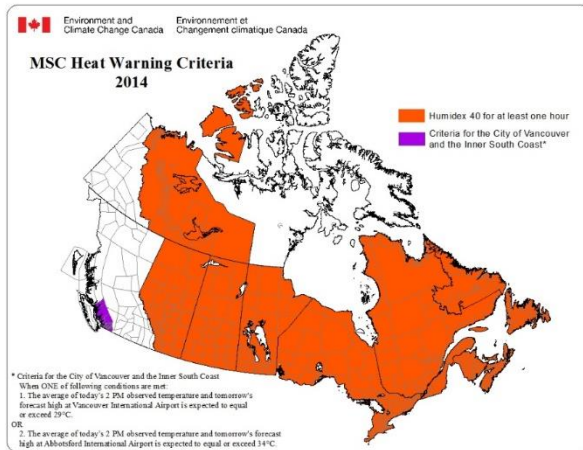 Environment and
Climate Change Canada
Environnement et
Changement climatique Canada
MSC Heat Warning Criteria
2014
Humidex 40 for at least one hour
Criteria for the City of Vancouver
and the Inner South Coast*
* Criteria for the City of Vancouver and the Inner South Coast
When ONE of following conditions are met:
1. The average of today's 2 PM observed temperature and tomorrow's
forecast high at Vancouver International Airport is expected to equal
or exceed 29°C.
OR
2. The average of today's 2 PM observed temperature and tomorrow's forecast
high at Abbotsford International Airport is expected to equal or exceed 34°C.